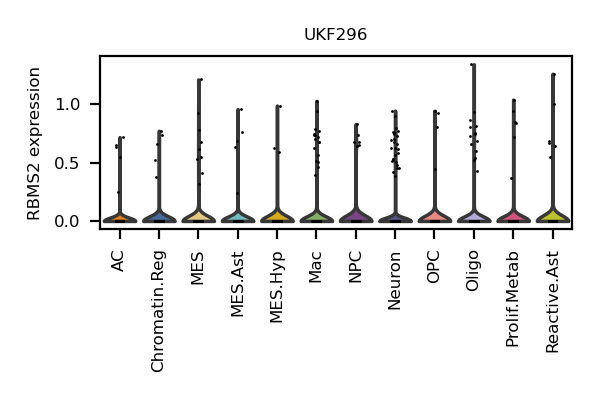 UKF296
RBMS2 expression
1.0
0.5
0.0
AC
Chromatin.Reg
MES
MES.Ast
MES.Hyp
Mac
NPC
Neuron
OPC
Oligo
Prolif.Metab
Reactive.Ast